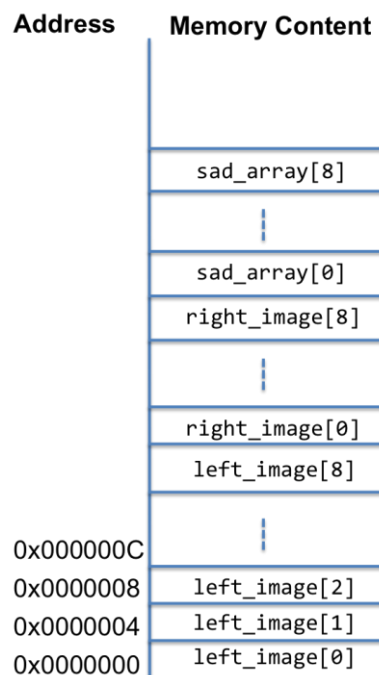 Address Memory Content
sad_array[8]
sad_array[0]
right_image[8]
right_image[0]
left_image[8]
0x000000C
0x0000008 left_image[2]
0x0000004 left_image[1]
0x0000000 left_image[0]